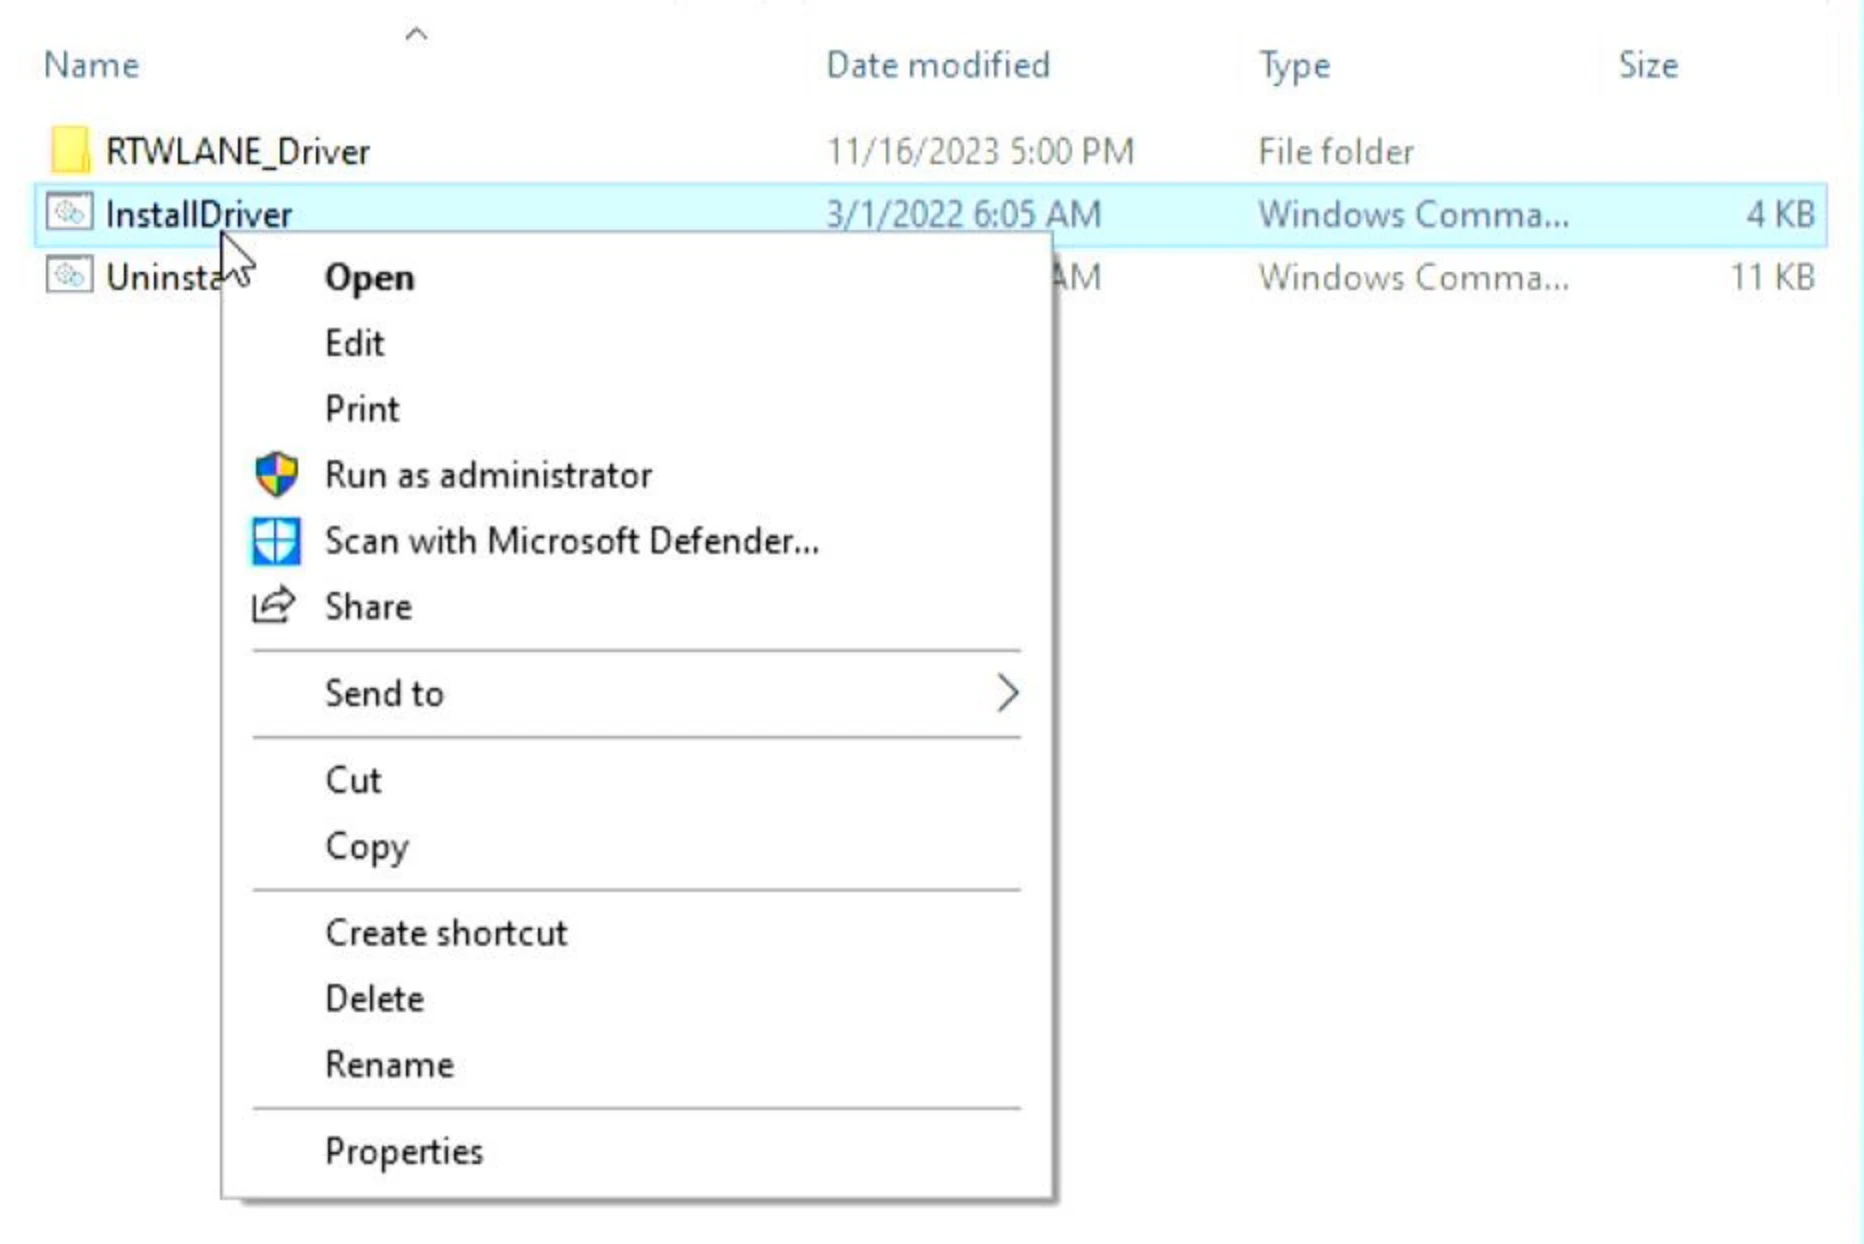 Name Date modified Type Size
RTWLANE_Driver 11/16/2023 5:00 PM File folder
InstallDriver 3/1/2022 6:05 AM Windows Comma... 4 KB
Uninsta AM Windows Comma... 11 KB
Open
Edit
Print
Run as administrator
Scan with Microsoft Defender...
Share
Send to
Cut
Copy
Create shortcut
Delete
Rename
Properties